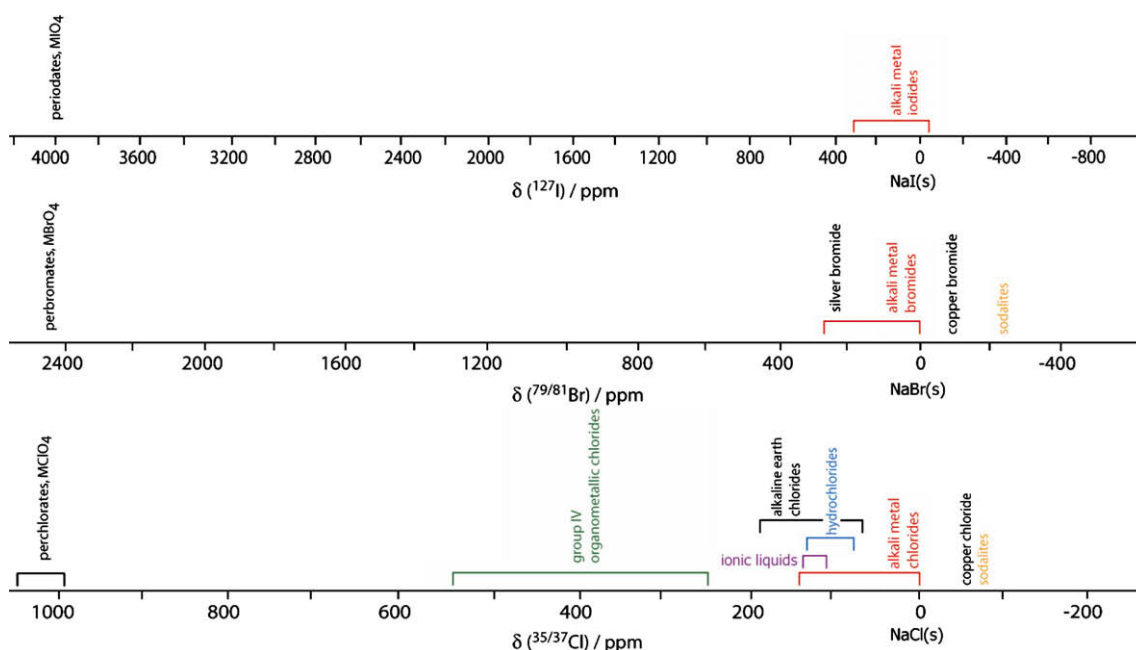 periodates, MIO4
alkali metal
iodides
4000 3600 3200 2800 2400 2000 1600 1200 800 400 0 -400 -800
δ (127I) / ppm
NaI(s)
perbromates, MBrO4
silver bromide
alkali metal
bromides
copper bromide
sodalites
2400 2000 1600 1200 800 400 0 -400
δ (79/81Br) / ppm
NaBr(s)
perchlorates, MClO4
group IV
organometallic chlorides
alkaline earth
chlorides
hydrochlorides
ionic liquids
alkali metal
chlorides
copper chloride
sodalites
1000 800 600 400 200 0 -200
δ (35/37Cl) / ppm
NaCl(s)